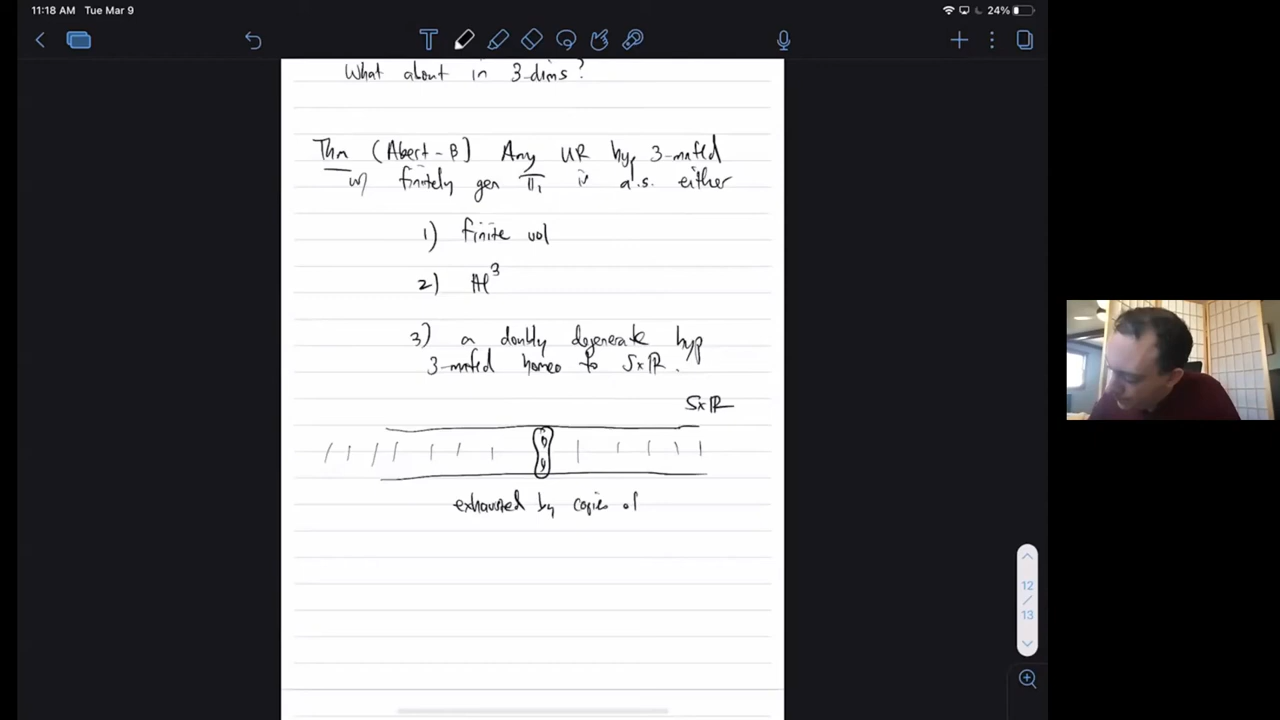 11:18 AM Tue Mar 9
24%
What about in 3-dims?
Thm (Abert-B] Any UR hyp 3-mnfld
w/ finitely gen π₁ is a.s. either
1) finite vol
2) ℍ³
3) a doubly degenerate hyp
3-mnfld homeo to S×ℝ.
S×ℝ
exhausted by copies of
12
/
13